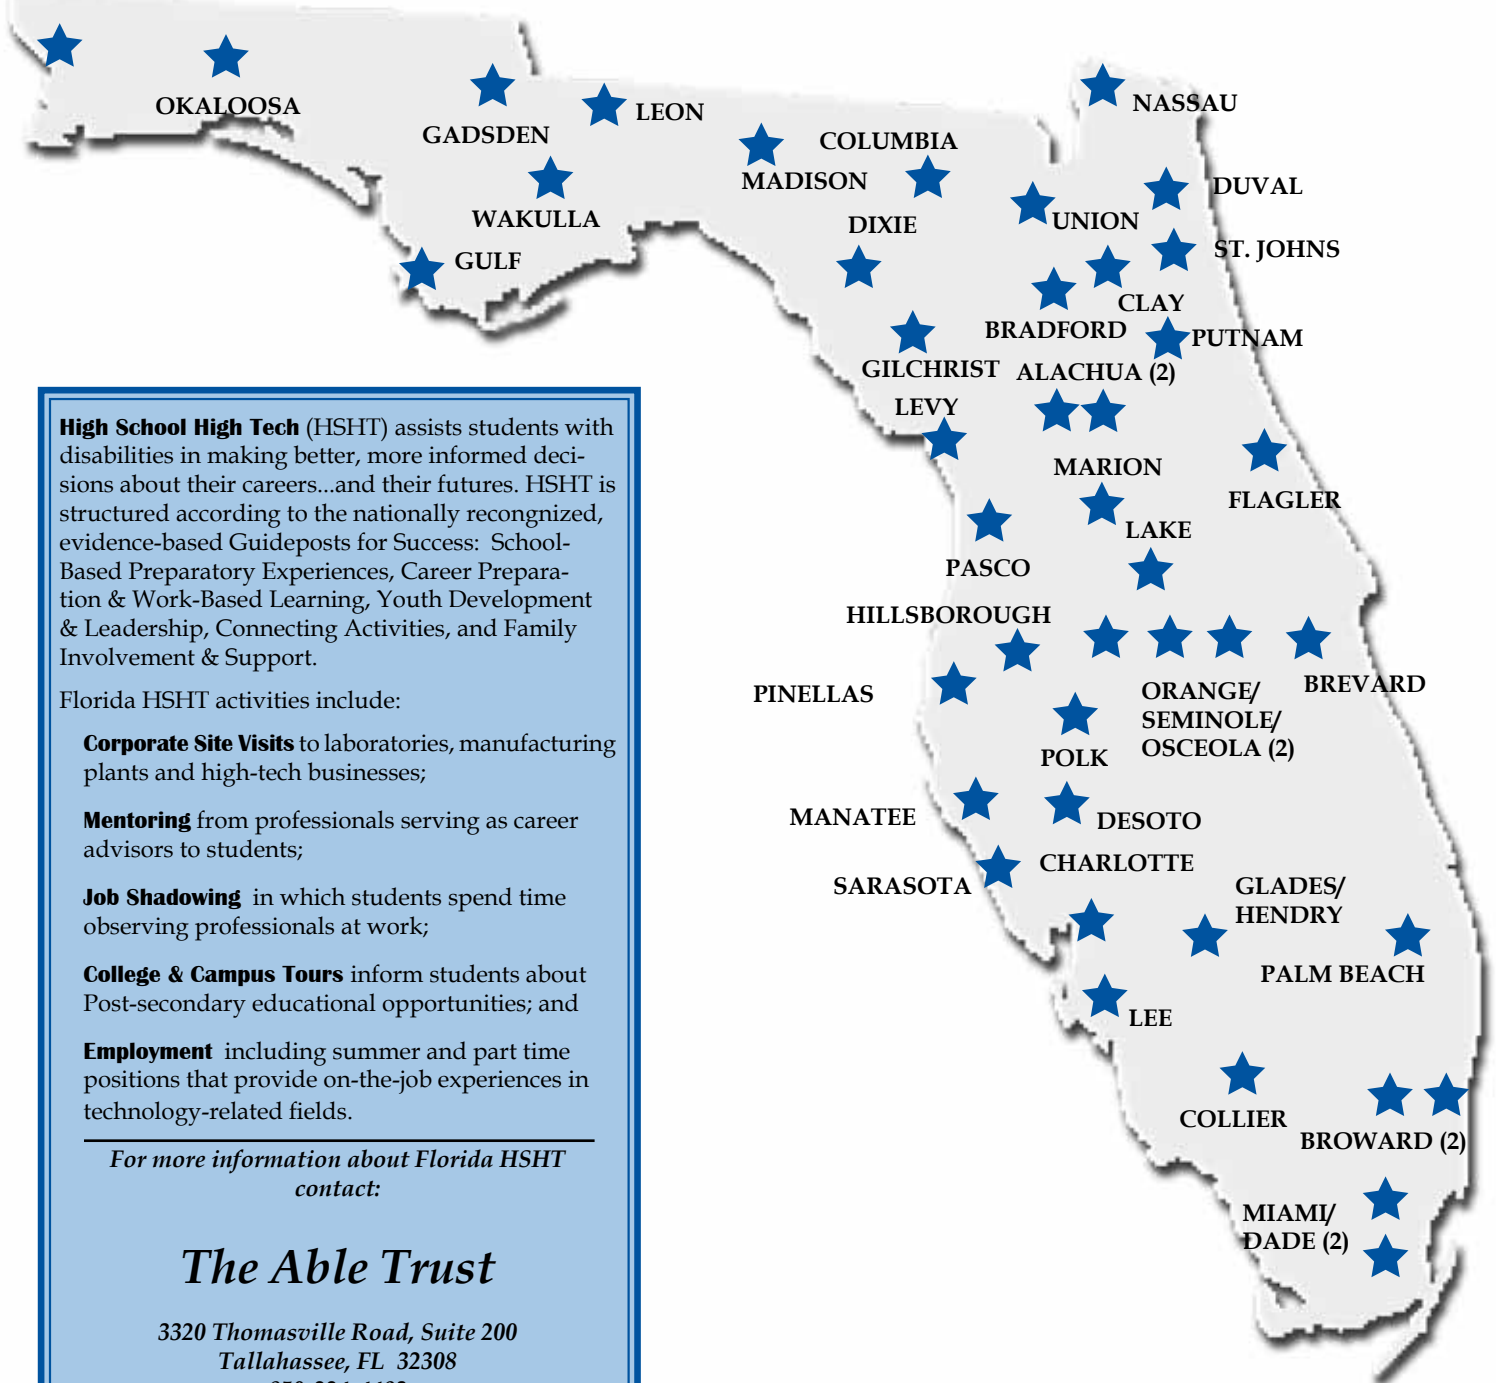 OKALOOSA
GADSDEN
LEON
WAKULLA
GULF
MADISON
COLUMBIA
DIXIE
NASSAU
DUVAL
UNION
ST. JOHNS
CLAY
BRADFORD
PUTNAM
GILCHRIST
ALACHUA (2)
LEVY
MARION
FLAGLER
LAKE
PASCO
HILLSBOROUGH
PINELLAS
ORANGE/
SEMINOLE/
OSCEOLA (2)
BREVARD
POLK
MANATEE
DESOTO
SARASOTA
CHARLOTTE
GLADES/
HENDRY
PALM BEACH
LEE
COLLIER
BROWARD (2)
MIAMI/
DADE (2)
High School High Tech (HSHT) assists students with
disabilities in making better, more informed deci-
sions about their careers...and their futures. HSHT is
structured according to the nationally recongnized,
evidence-based Guideposts for Success:  School-
Based Preparatory Experiences, Career Prepara-
tion & Work-Based Learning, Youth Development
& Leadership, Connecting Activities, and Family
Involvement & Support.
Florida HSHT activities include:
Corporate Site Visits to laboratories, manufacturing
plants and high-tech businesses;
Mentoring from professionals serving as career
advisors to students;
Job Shadowing  in which students spend time
observing professionals at work;
College & Campus Tours inform students about
Post-secondary educational opportunities; and
Employment  including summer and part time
positions that provide on-the-job experiences in
technology-related fields.
For more information about Florida HSHT
contact:
The Able Trust
3320 Thomasville Road, Suite 200
Tallahassee, FL  32308